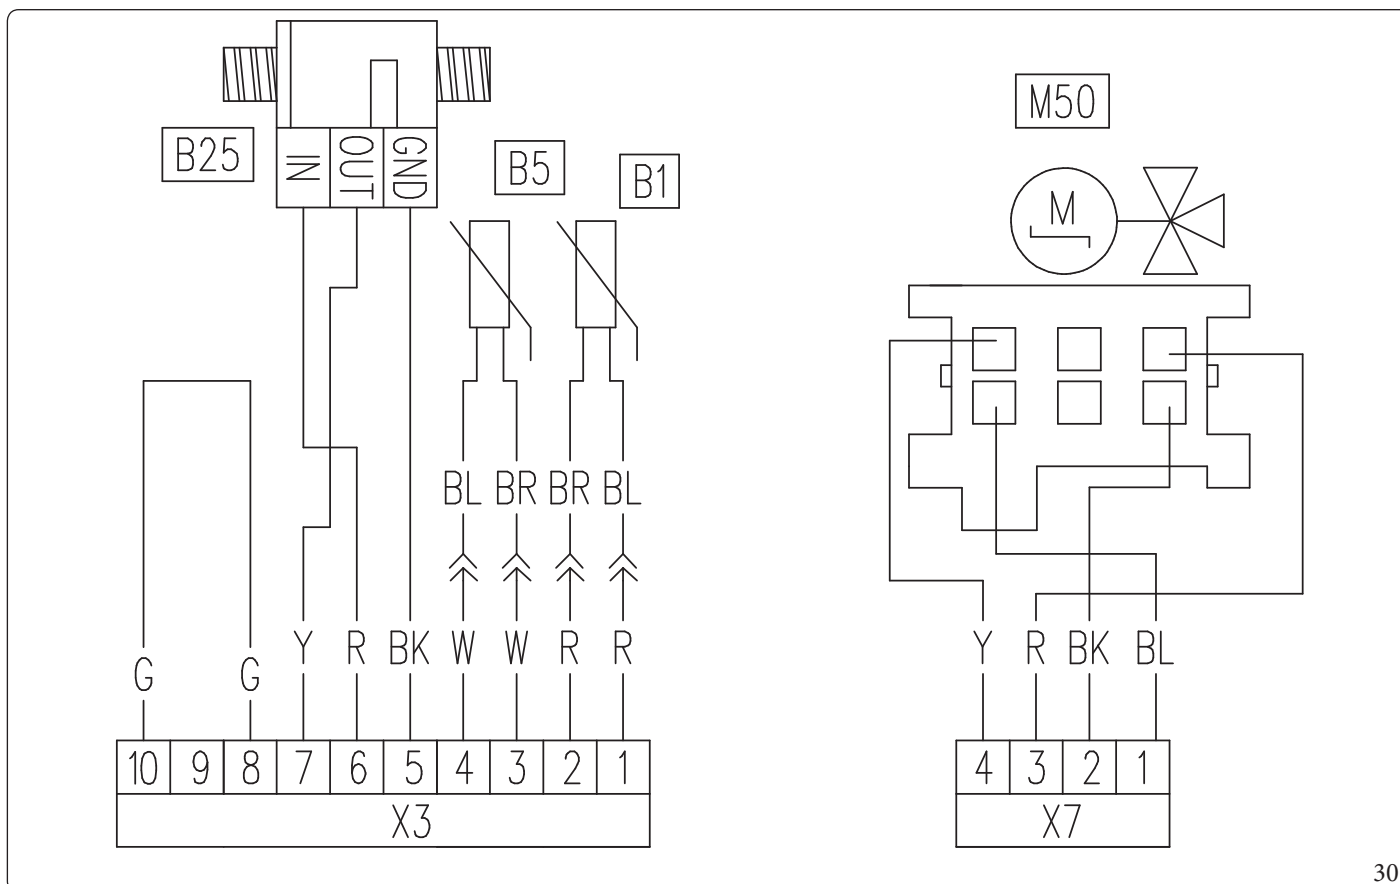 M50
B25
IN OUT GND
B5
B1
M
BL BR BR BL
Y R BK W W R R
G G
Y R BK BL
10 9 8 7 6 5 4 3 2 1
X3
4 3 2 1
X7
30